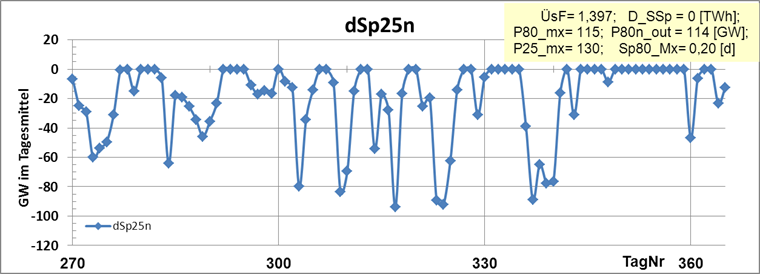 dSp25n
ÜsF= 1,397; D_SSp = 0 [TWh];
P80_mx= 115; P80n_out = 114 [GW];
P25_mx= 130; Sp80_Mx= 0,20 [d]
GW im Tagesmittel
20
0
-20
-40
-60
-80
-100
-120
dSp25n
270
300
330
TagNr
360